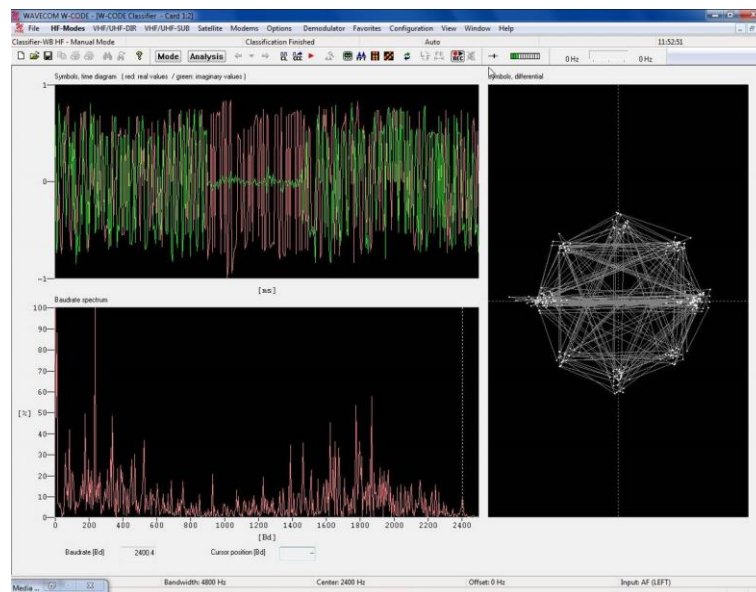 WAVECOM W-CODE - [W-CODE Classifier - Card 1:2]
File HF-Modes VHF/UHF-DIR VHF/UHF-SUB Satellite Modems Options Demodulator Favorites Configuration View Window Help
Classifier-WB HF - Manual Mode Classification Finished Auto 11:52:51
Mode Analysis REC 0 Hz 0 Hz
Symbols, time diagram ( red: real values / green: imaginary values )
Symbols, differential
1
0
-1
[ms]
Baudrate spectrum
100
90
80
70
60
50
[%]
40
30
20
10
0
0 200 400 600 800 1000 1200 1400 1600 1800 2000 2200 2400
[Bd]
Baudrate [Bd] 2400.4 Cursor position [Bd] -
Bandwidth: 4800 Hz Center: 2400 Hz Offset: 0 Hz Input: AF (LEFT)
Media ...